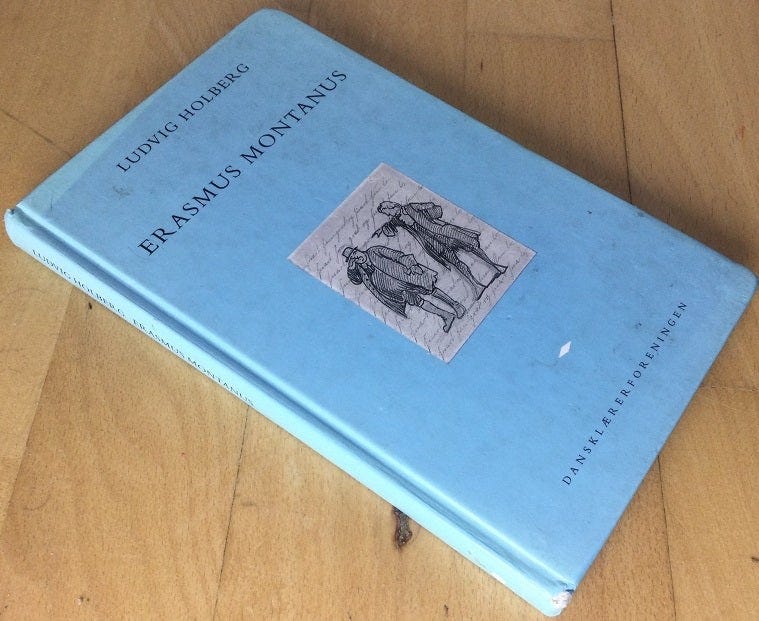 LUDVIG HOLBERG
ERASMUS MONTANUS
DANSKLÆRERFORENINGEN
LUDVIG HOLBERG . ERASMUS MONTANUS